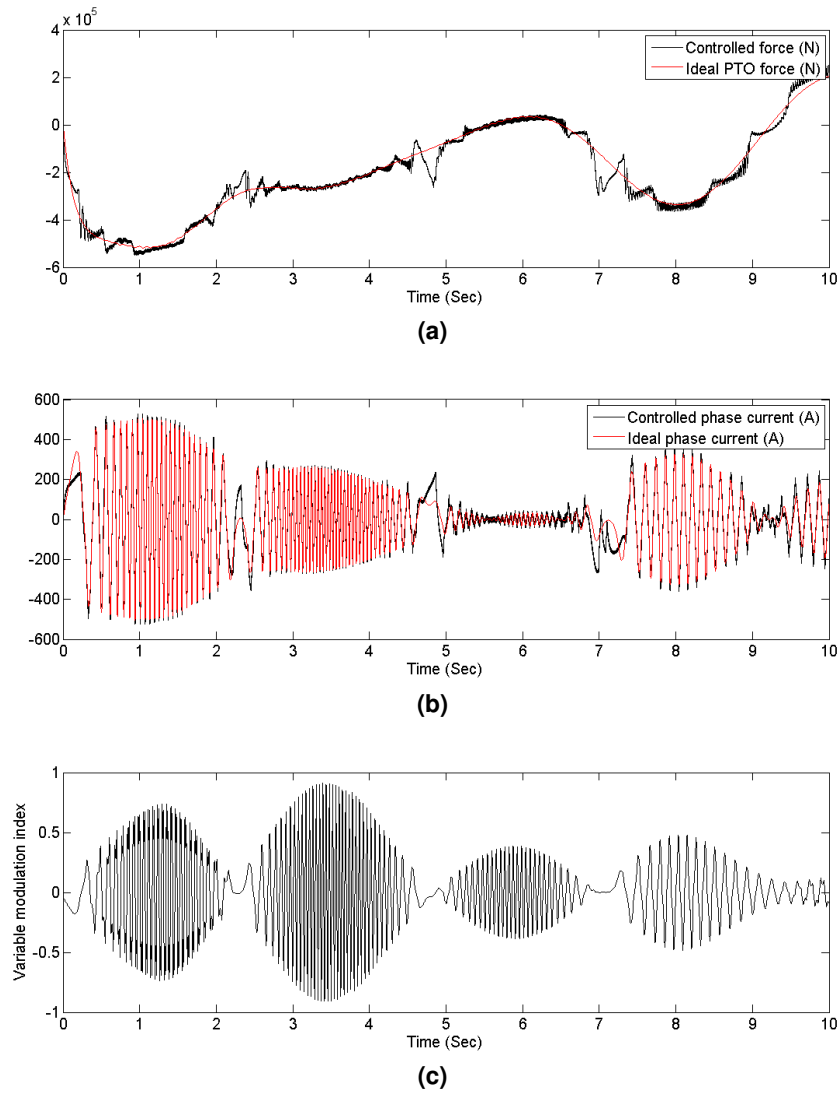 x 10⁵
4
2
0
-2
-4
-6
Controlled force (N)
Ideal PTO force (N)
0 1 2 3 4 5 6 7 8 9 10
Time (Sec)
(a)
600
400
200
0
-200
-400
-600
Controlled phase current (A)
Ideal phase current (A)
0 1 2 3 4 5 6 7 8 9 10
Time (Sec)
(b)
Variable modulation index
1
0.5
0
-0.5
-1
0 1 2 3 4 5 6 7 8 9 10
Time (Sec)
(c)